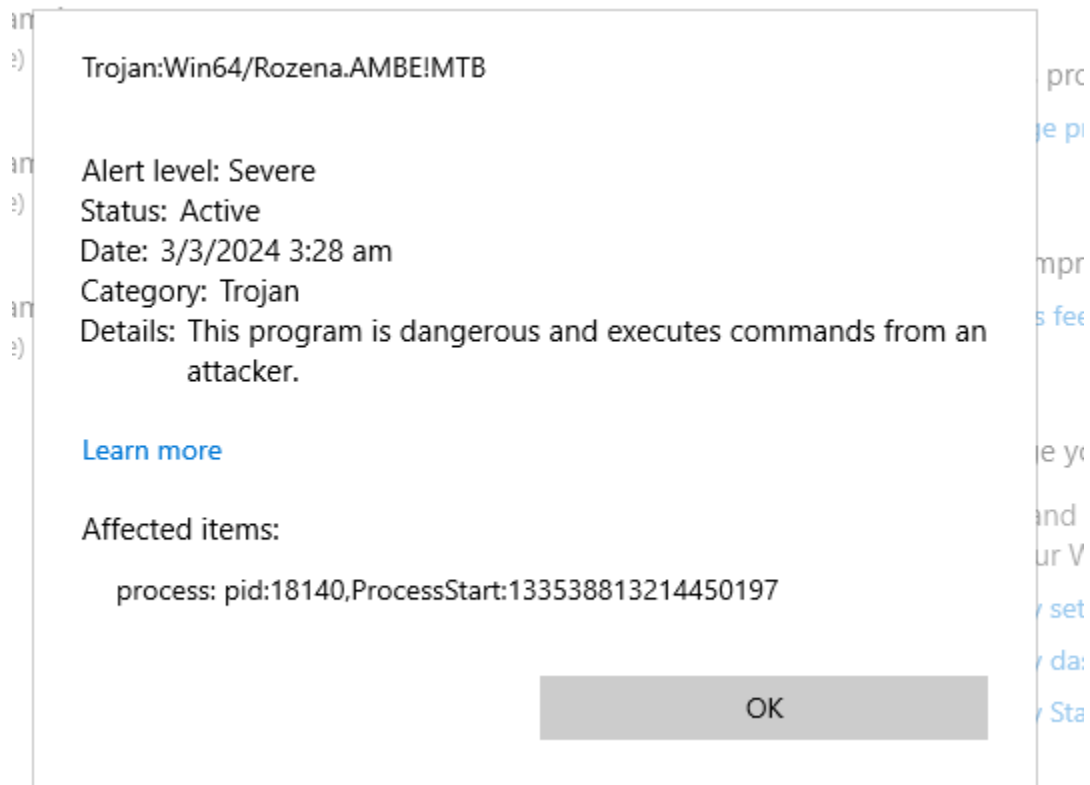 Trojan:Win64/Rozena.AMBE!MTB
Alert level: Severe
Status: Active
Date: 3/3/2024 3:28 am
Category: Trojan
Details: This program is dangerous and executes commands from an
attacker.
Learn more
Affected items:
process: pid:18140,ProcessStart:133538813214450197
OK